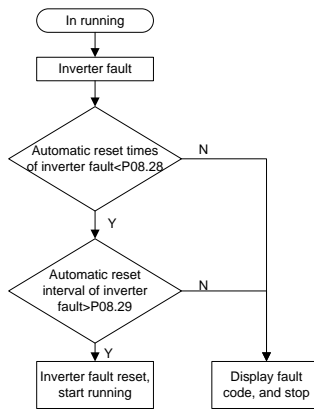 In running
Inverter fault
Automatic reset times
of inverter fault<P08.28
N
Y
Automatic reset
interval of inverter
fault>P08.29
N
Y
Inverter fault reset,
start running
Display fault
code, and stop